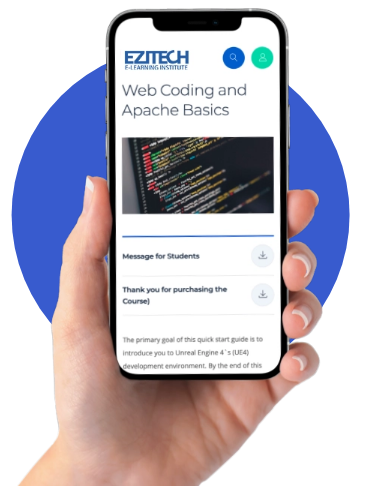 EZITECH
E-LEARNING INSTITUTE
Web Coding and
Apache Basics
Message for Students
Thank you for purchasing the
Course)
The primary goal of this quick start guide is to
introduce you to Unreal Engine 4`s (UE4)
development environment. By the end of this